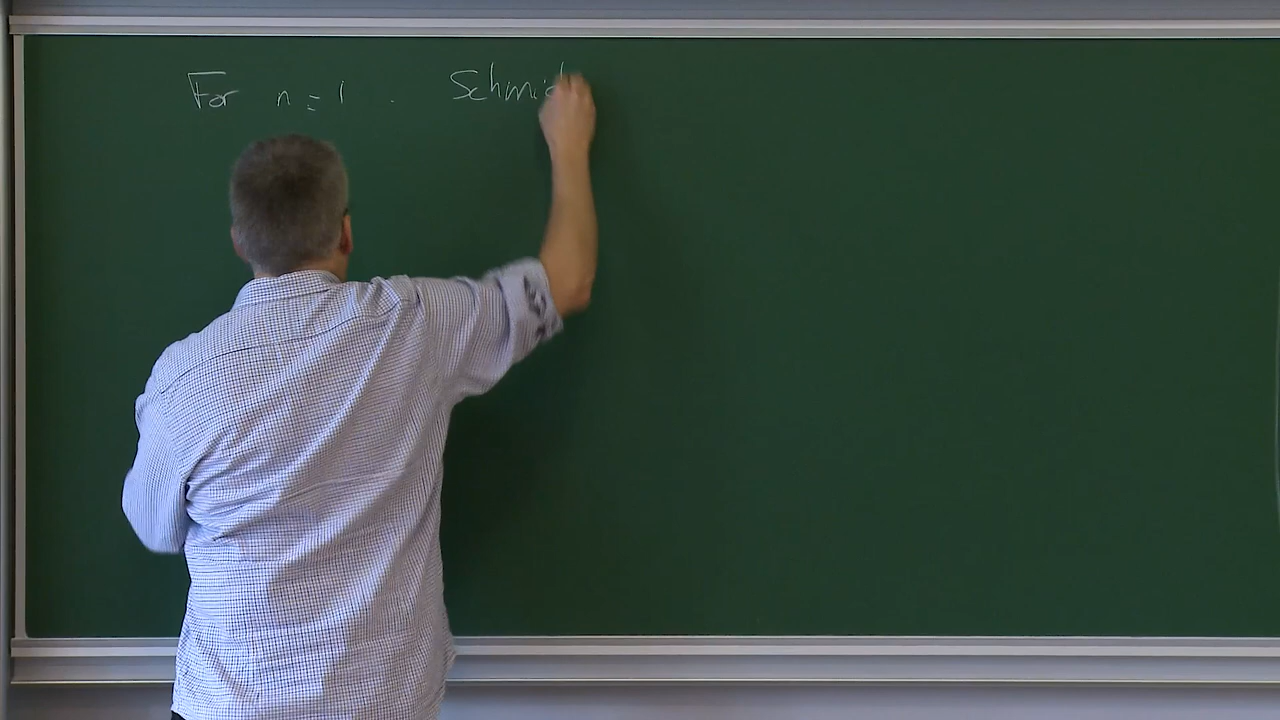 For n = 1 . Schmid